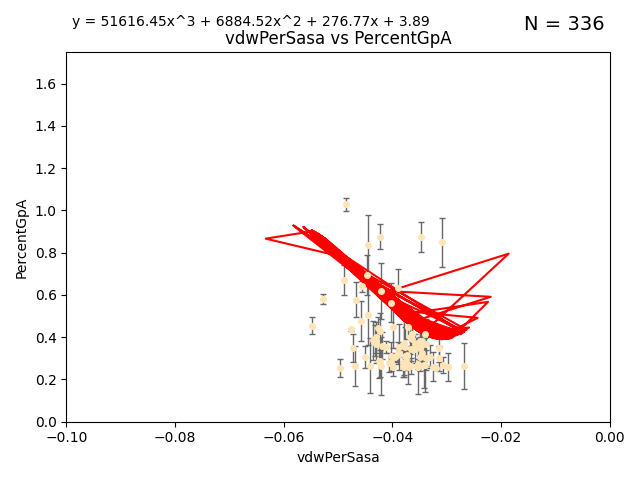 y = 51616.45x^3 + 6884.52x^2 + 276.77x + 3.89
N = 336
vdwPerSasa vs PercentGpA
PercentGpA
1.6
1.4
1.2
1.0
0.8
0.6
0.4
0.2
0.0
−0.10 −0.08 −0.06 −0.04 −0.02 0.00
vdwPerSasa